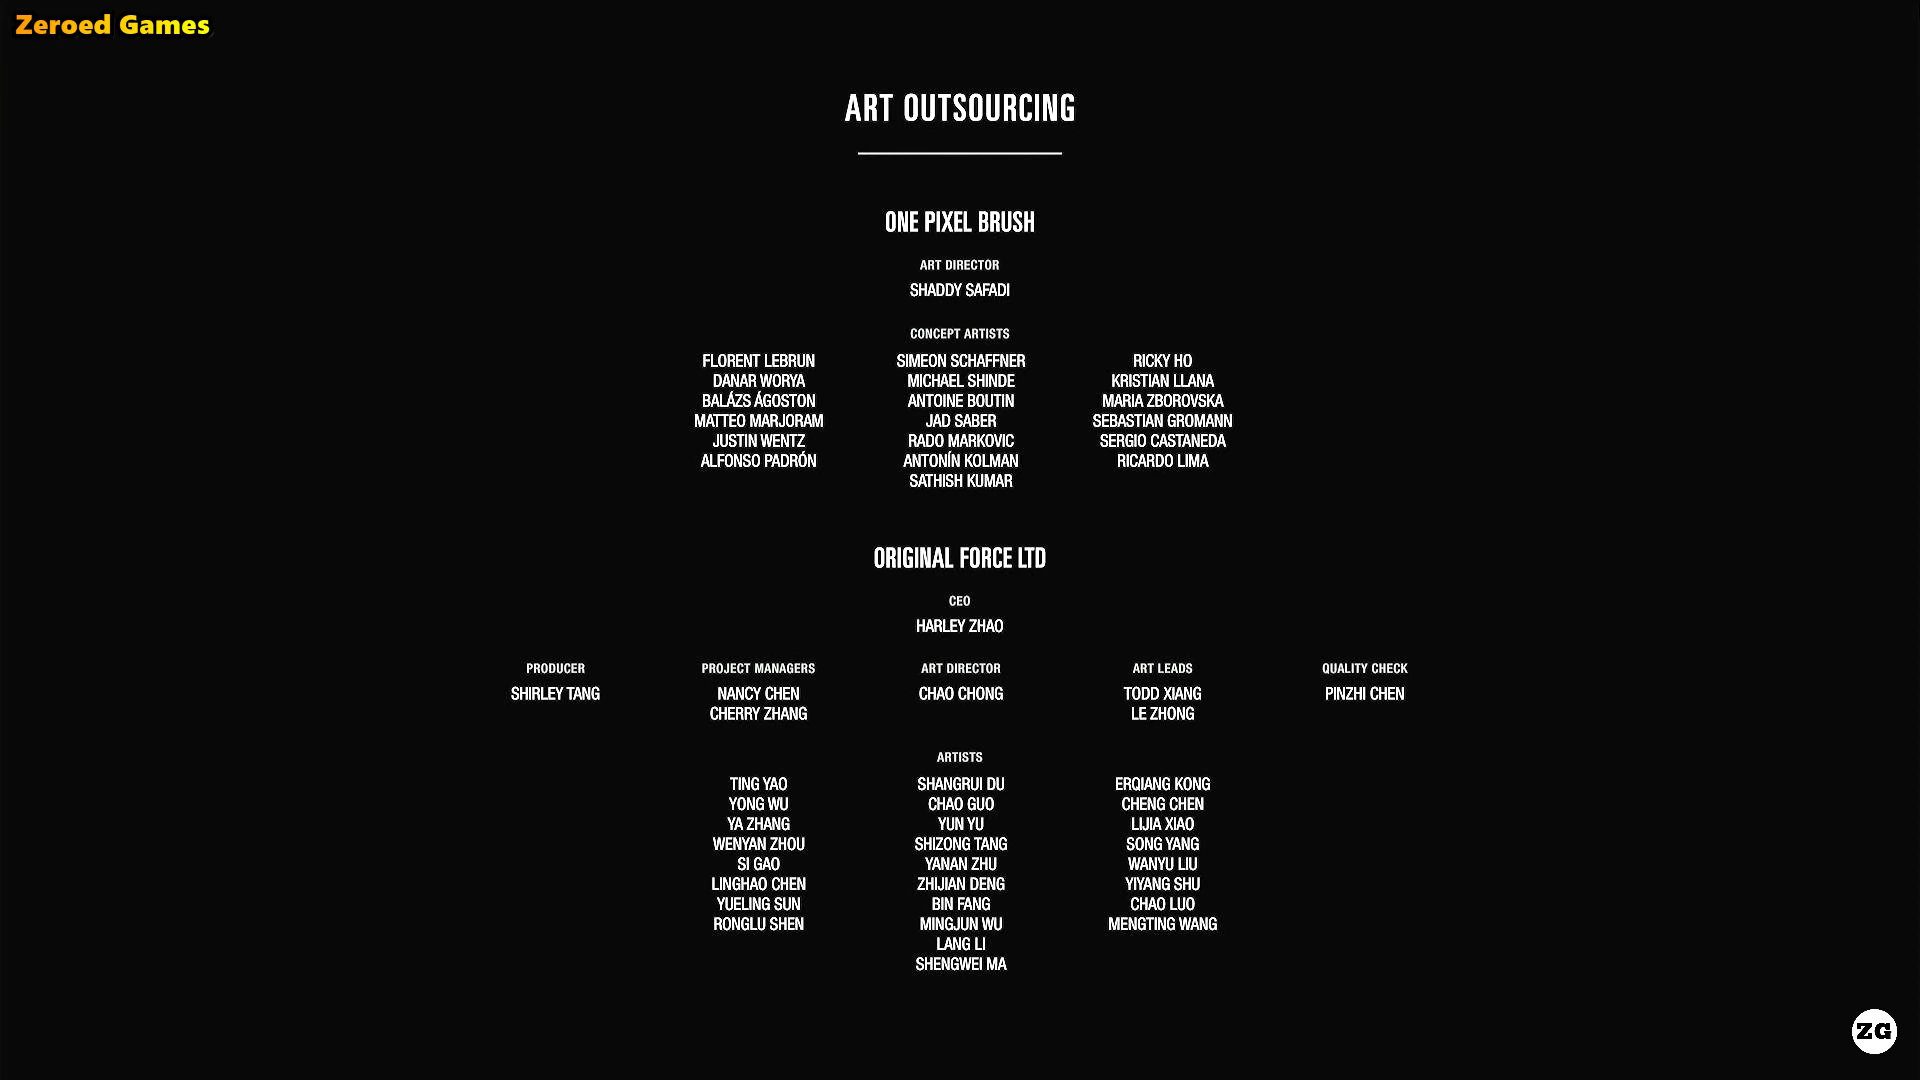 Zeroed Games
ART OUTSOURCING
ONE PIXEL BRUSH
ART DIRECTOR
SHADDY SAFADI
CONCEPT ARTISTS
FLORENT LEBRUN SIMEON SCHAFFNER RICKY HO
DANAR WORYA MICHAEL SHINDE KRISTIAN LLANA
BALÁZS ÁGOSTON ANTOINE BOUTIN MARIA ZBOROVSKA
MATTEO MARJORAM JAD SABER SEBASTIAN GROMANN
JUSTIN WENTZ RADO MARKOVIC SERGIO CASTANEDA
ALFONSO PADRÓN ANTONÍN KOLMAN RICARDO LIMA
SATHISH KUMAR
ORIGINAL FORCE LTD
CEO
HARLEY ZHAO
PRODUCER PROJECT MANAGERS ART DIRECTOR ART LEADS QUALITY CHECK
SHIRLEY TANG NANCY CHEN CHAO CHONG TODD XIANG PINZHI CHEN
CHERRY ZHANG LE ZHONG
ARTISTS
TING YAO SHANGRUI DU ERQIANG KONG
YONG WU CHAO GUO CHENG CHEN
YA ZHANG YUN YU LIJIA XIAO
WENYAN ZHOU SHIZONG TANG SONG YANG
SI GAO YANAN ZHU WANYU LIU
LINGHAO CHEN ZHIJIAN DENG YIYANG SHU
YUELING SUN BIN FANG CHAO LUO
RONGLU SHEN MINGJUN WU MENGTING WANG
LANG LI
SHENGWEI MA
ZG